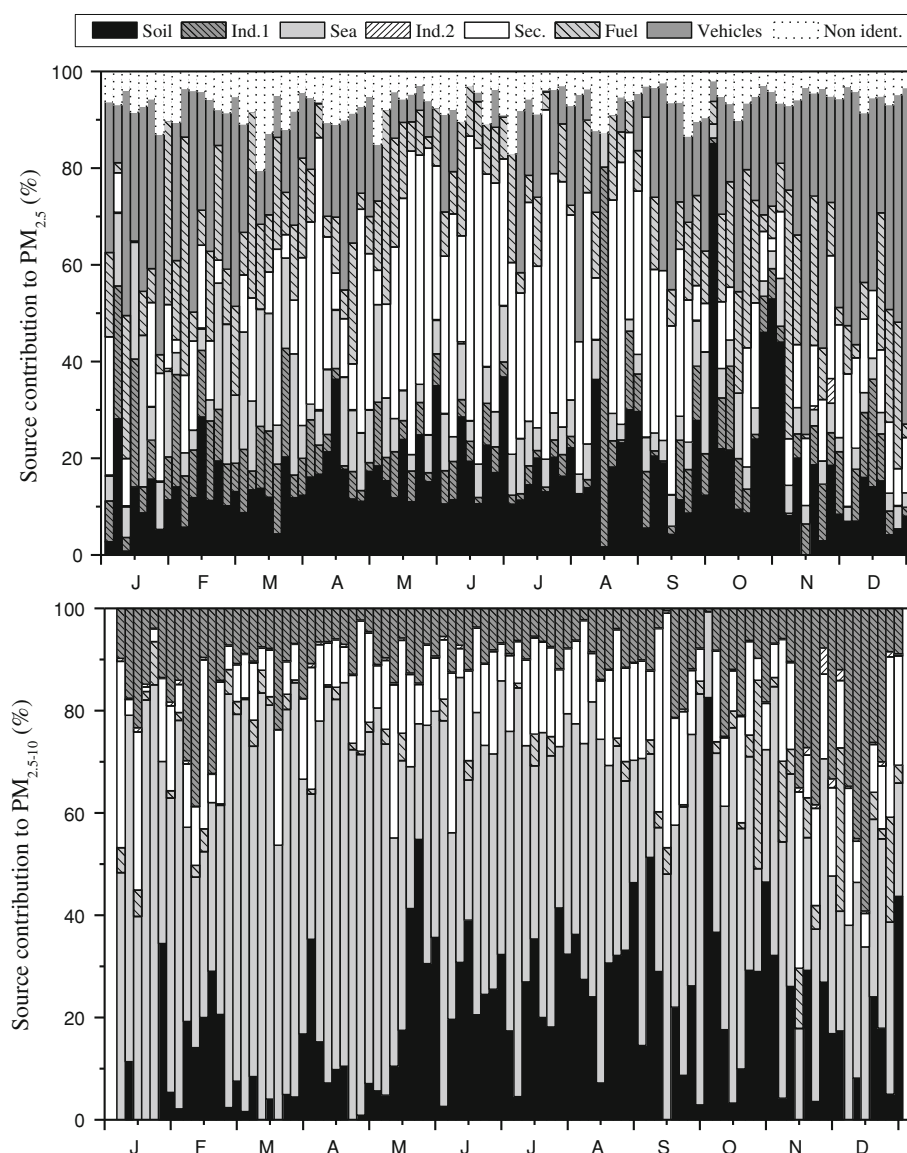 Soil Ind.1 Sea Ind.2 Sec. Fuel Vehicles Non ident.
100
80
60
40
20
0
Source contribution to PM2.5 (%)
J F M A M J J A S O N D
100
80
60
40
20
0
Source contribution to PM2.5-10 (%)
J F M A M J J A S O N D